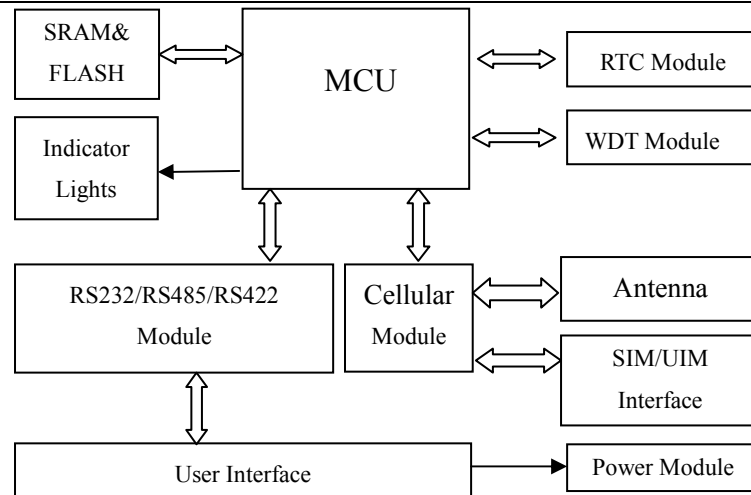 SRAM&
FLASH
MCU
RTC Module
WDT Module
Indicator
Lights
RS232/RS485/RS422
Module
Cellular
Module
Antenna
SIM/UIM
Interface
User Interface
Power Module